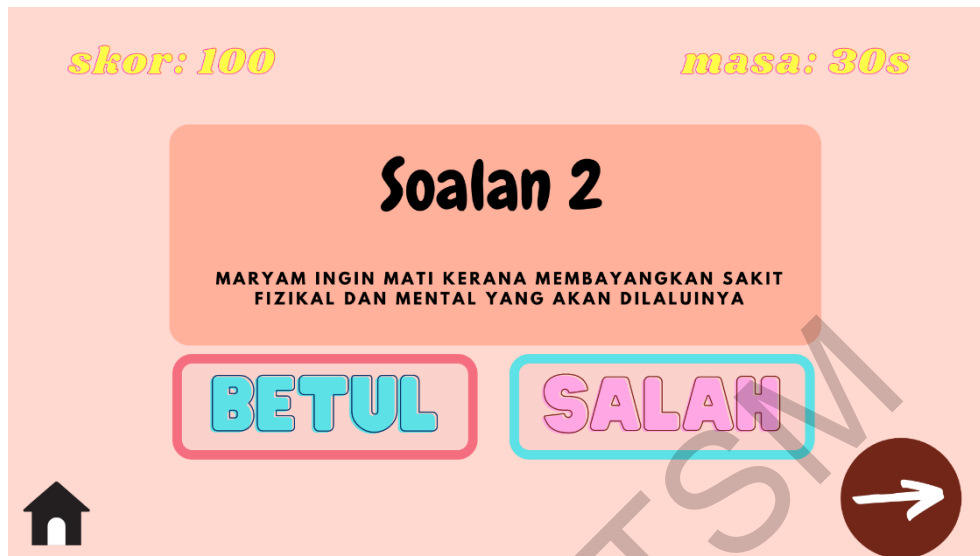 skor: 100
masa: 30s
Soalan 2
MARYAM INGIN MATI KERANA MEMBAYANGKAN SAKIT
FIZIKAL DAN MENTAL YANG AKAN DILALUINYA
BETUL
SALAH
TSM